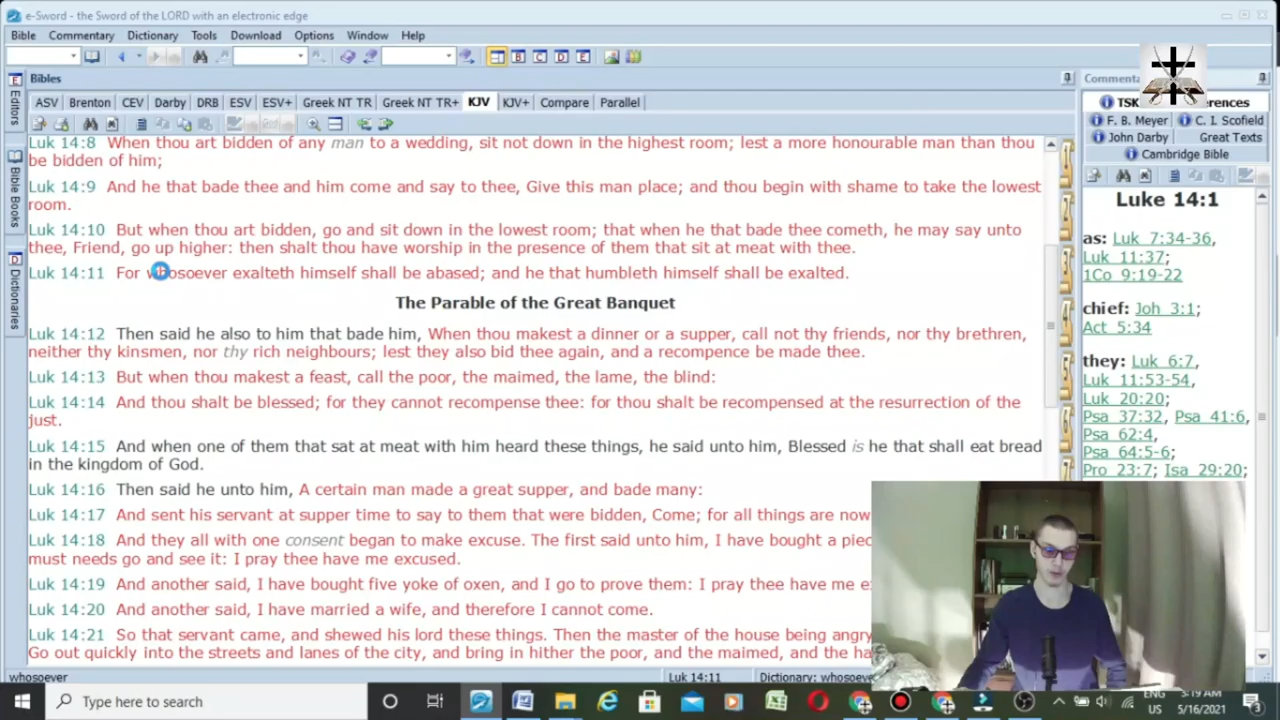 e-Sword - the Sword of the LORD with an electronic edge
Bible Commentary Dictionary Tools Download Options Window Help
Bibles
ASV Brenton CEV Darby DRB ESV ESV+ Greek NT TR Greek NT TR+ KJV KJV+ Compare Parallel
Editors
Bible Books
Dictionaries
Luk 14:8 When thou art bidden of any man to a wedding, sit not down in the highest room; lest a more honourable man than thou
be bidden of him;
Luk 14:9 And he that bade thee and him come and say to thee, Give this man place; and thou begin with shame to take the lowest
room.
Luk 14:10 But when thou art bidden, go and sit down in the lowest room; that when he that bade thee cometh, he may say unto
thee, Friend, go up higher: then shalt thou have worship in the presence of them that sit at meat with thee.
Luk 14:11 For whosoever exalteth himself shall be abased; and he that humbleth himself shall be exalted.
The Parable of the Great Banquet
Luk 14:12 Then said he also to him that bade him, When thou makest a dinner or a supper, call not thy friends, nor thy brethren,
neither thy kinsmen, nor thy rich neighbours; lest they also bid thee again, and a recompence be made thee.
Luk 14:13 But when thou makest a feast, call the poor, the maimed, the lame, the blind:
Luk 14:14 And thou shalt be blessed; for they cannot recompense thee: for thou shalt be recompensed at the resurrection of the
just.
Luk 14:15 And when one of them that sat at meat with him heard these things, he said unto him, Blessed is he that shall eat bread
in the kingdom of God.
Luk 14:16 Then said he unto him, A certain man made a great supper, and bade many:
Luk 14:17 And sent his servant at supper time to say to them that were bidden, Come; for all things are now
Luk 14:18 And they all with one consent began to make excuse. The first said unto him, I have bought a piec
must needs go and see it: I pray thee have me excused.
Luk 14:19 And another said, I have bought five yoke of oxen, and I go to prove them: I pray thee have me e
Luk 14:20 And another said, I have married a wife, and therefore I cannot come.
Luk 14:21 So that servant came, and shewed his lord these things. Then the master of the house being angry
Go out quickly into the streets and lanes of the city, and bring in hither the poor, and the maimed, and the ha
1
2
3
4
5
6
7
Commenta
TSK
erences
F. B. Meyer C. I. Scofield
John Darby Great Texts
Cambridge Bible
Luke 14:1
as: Luk 7:34-36,
Luk 11:37;
1Co 9:19-22
chief: Joh 3:1;
Act 5:34
they: Luk 6:7,
Luk 11:53-54,
Luk 20:20;
Psa 37:32, Psa 41:6,
Psa 62:4,
Psa 64:5-6;
Pro 23:7; Isa 29:20;
whosoever
Luk 14:11
Dictionary: whosoe
Type here to search
ENG
US
3:19 AM
5/16/2021
3